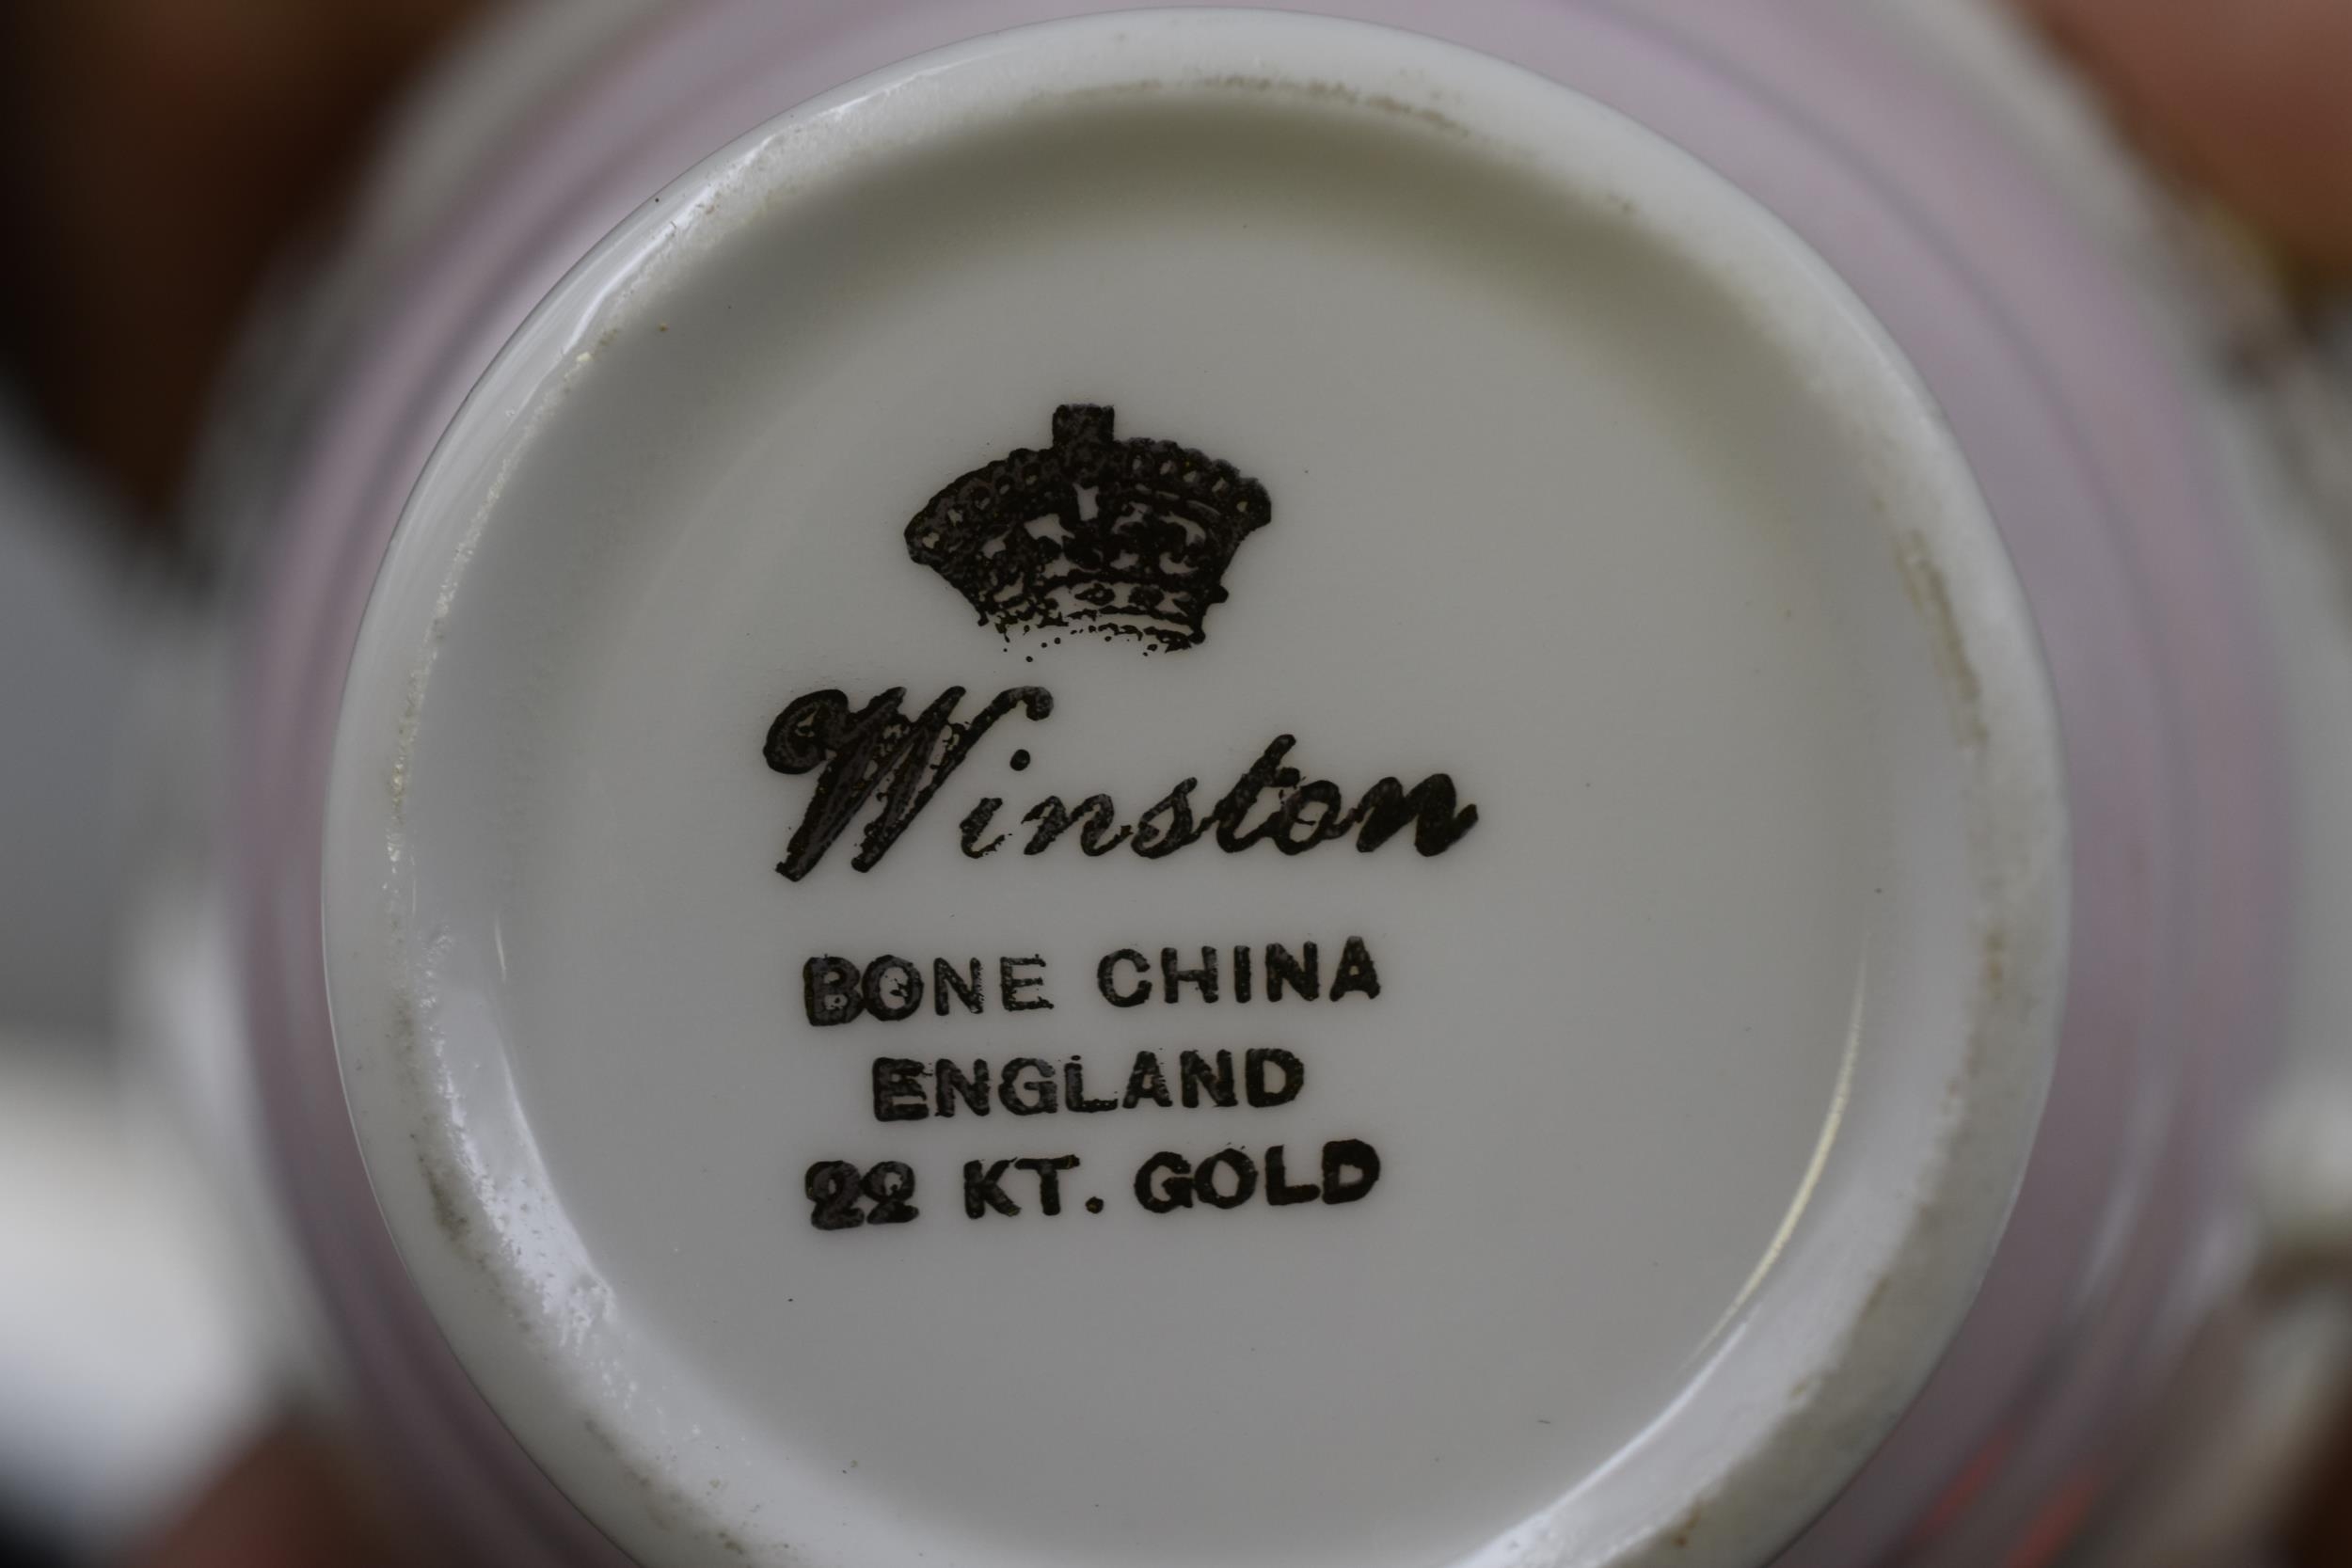 Winston
BONE CHINA
ENGLAND
22 KT. GOLD